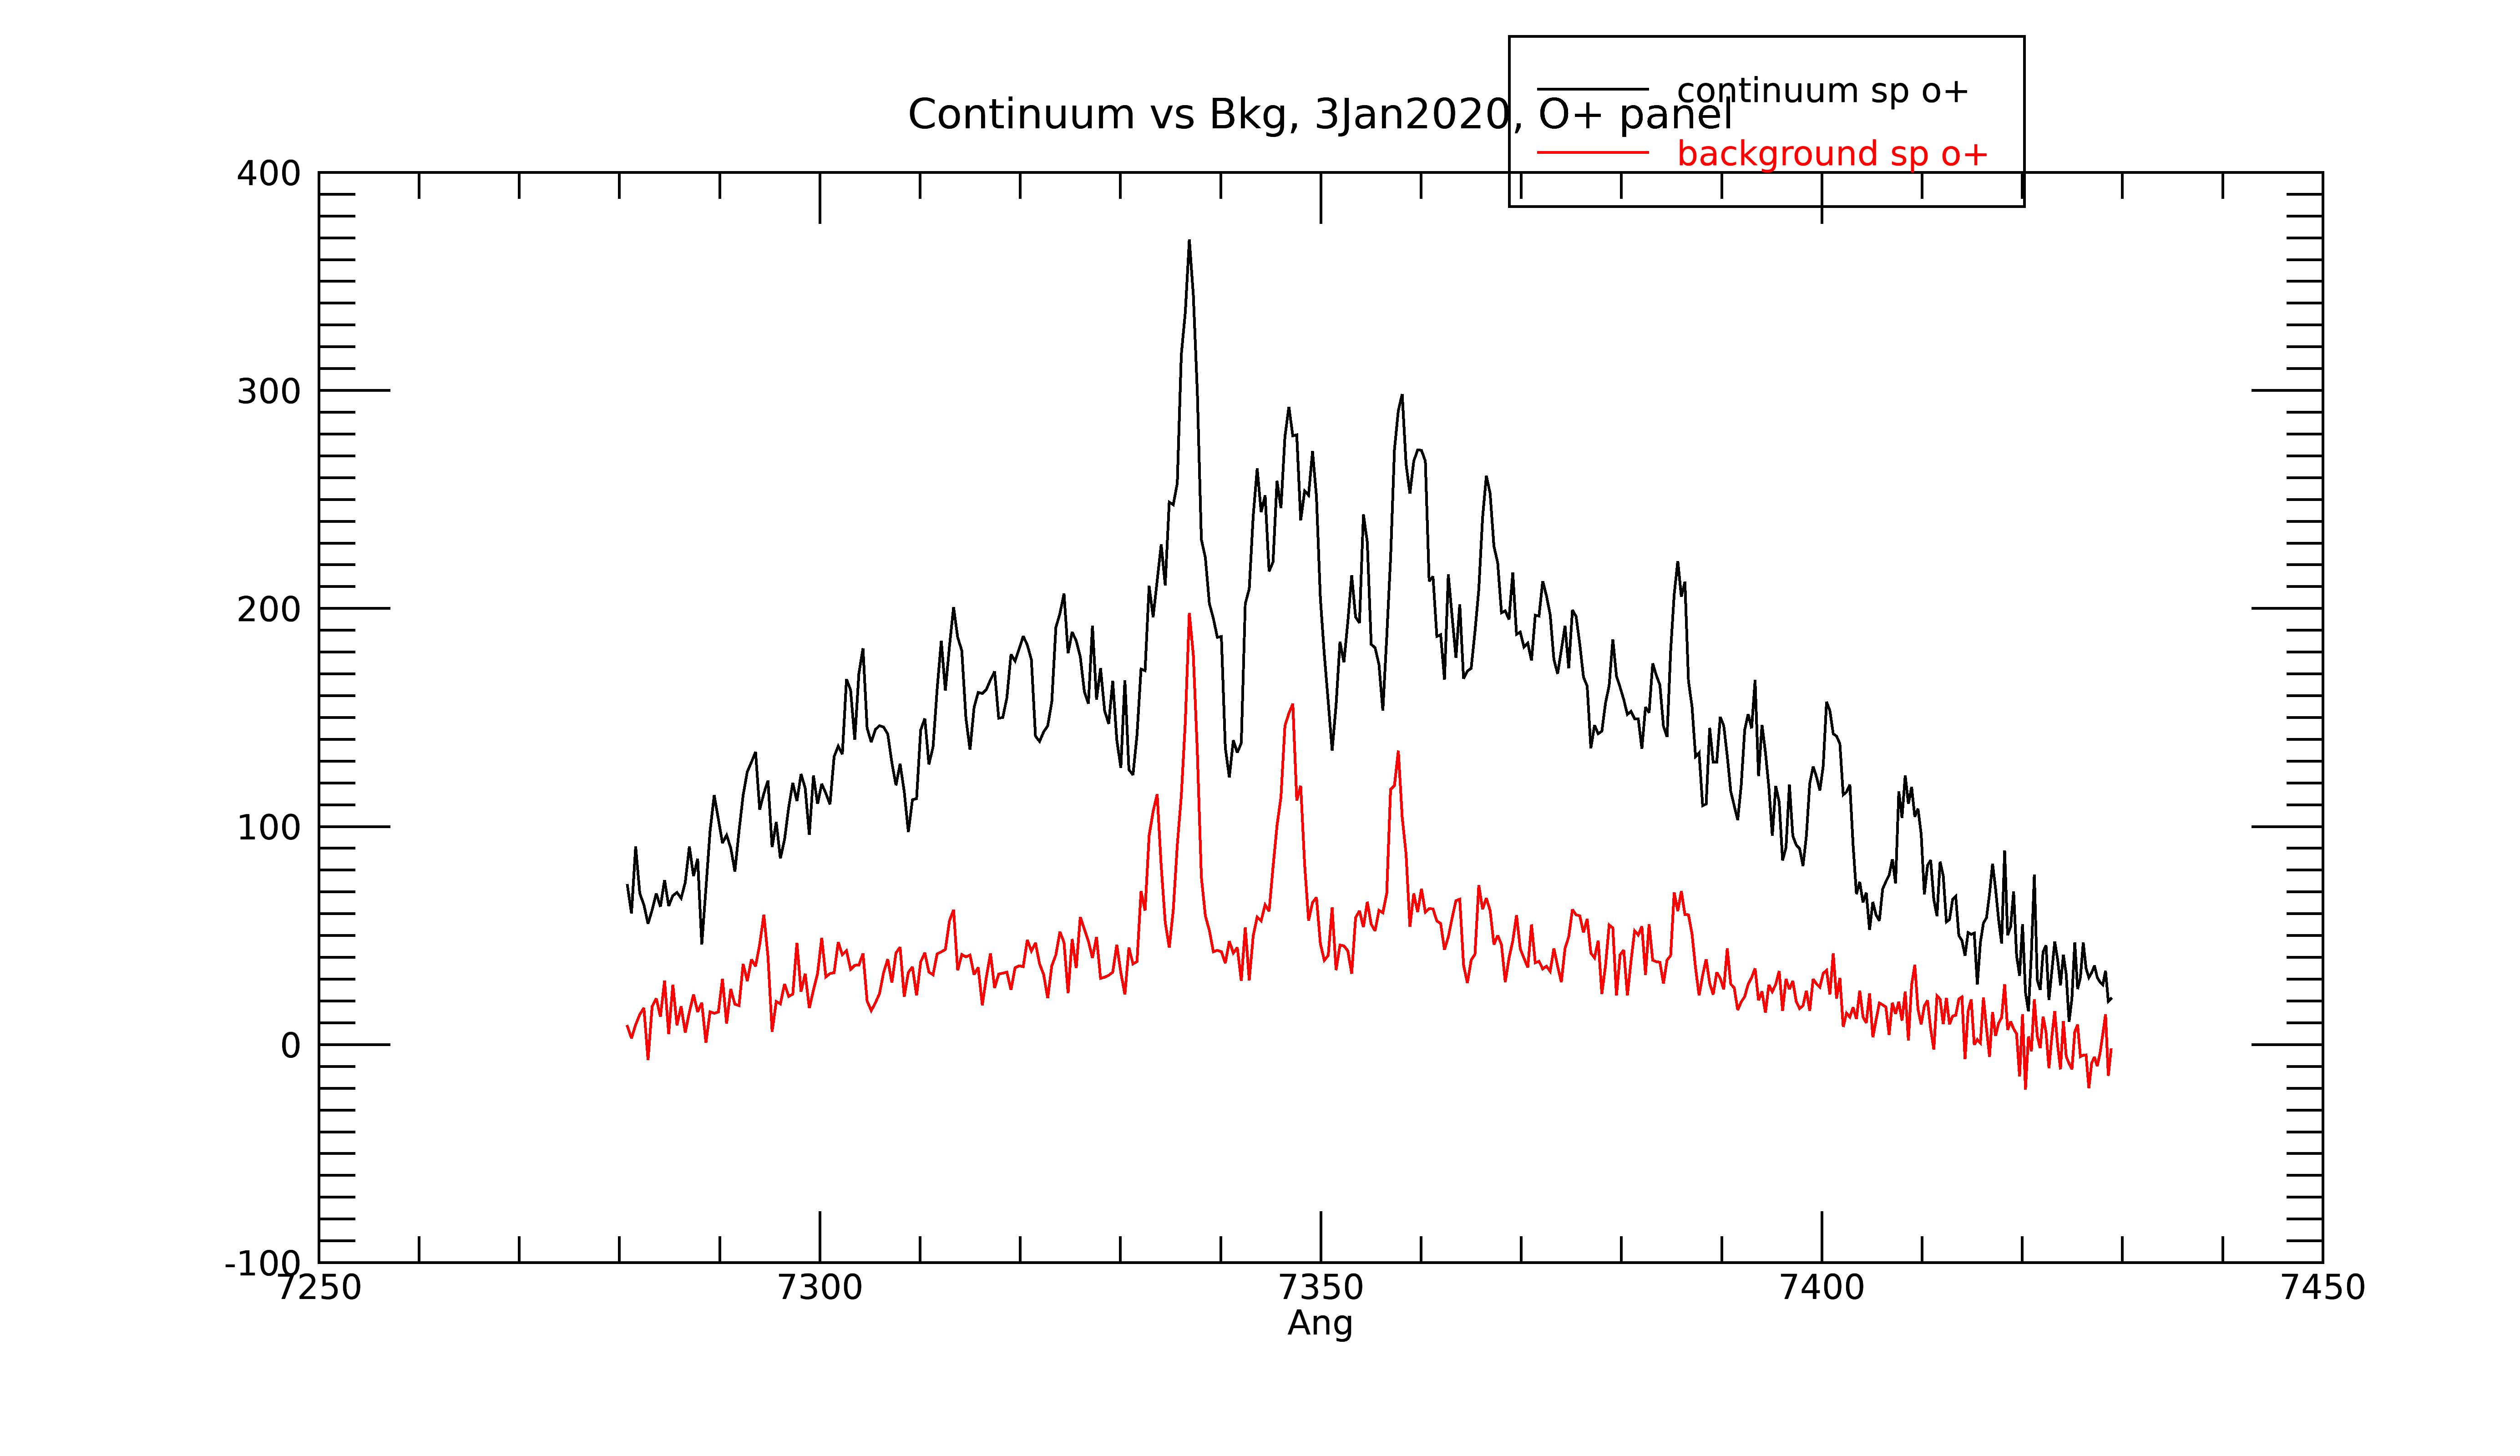 continuum sp o+
Continuum vs Bkg, 3Jan2020, O+ panel
background sp o+
400
300
200
100
0
-100
7250 7300 7350 7400 7450
Ang